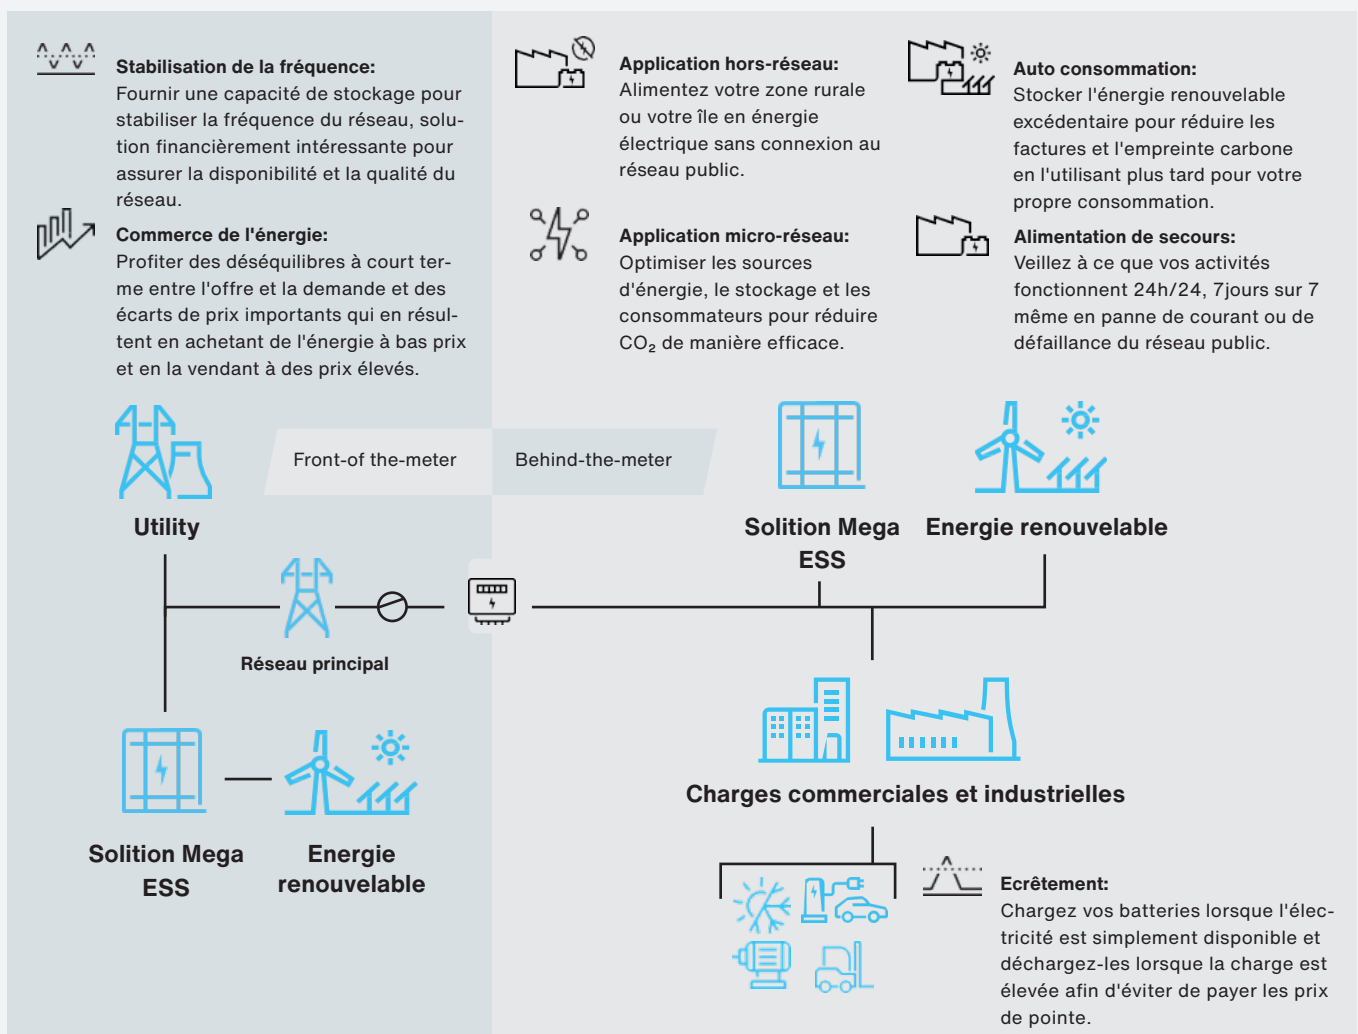 Stabilisation de la fréquence:
Fournir une capacité de stockage pour
stabiliser la fréquence du réseau, solu-
tion financièrement intéressante pour
assurer la disponibilité et la qualité du
réseau.
Commerce de l'énergie:
Profiter des déséquilibres à court ter-
me entre l'offre et la demande et des
écarts de prix importants qui en résul-
tent en achetant de l'énergie à bas prix
et en la vendant à des prix élevés.
Application hors-réseau:
Alimentez votre zone rurale
ou votre île en énergie
électrique sans connexion au
réseau public.
Application micro-réseau:
Optimiser les sources
d'énergie, le stockage et les
consommateurs pour réduire
CO₂ de manière efficace.
Auto consommation:
Stocker l'énergie renouvelable
excédentaire pour réduire les
factures et l'empreinte carbone
en l'utilisant plus tard pour votre
propre consommation.
Alimentation de secours:
Veillez à ce que vos activités
fonctionnent 24h/24, 7jours sur 7
même en panne de courant ou de
défaillance du réseau public.
Front-of the-meter
Behind-the-meter
Utility
Solition Mega
ESS
Energie renouvelable
Réseau principal
Solition Mega
ESS
Energie
renouvelable
Charges commerciales et industrielles
Ecrêtement:
Chargez vos batteries lorsque l'élec-
tricité est simplement disponible et
déchargez-les lorsque la charge est
élevée afin d'éviter de payer les prix
de pointe.